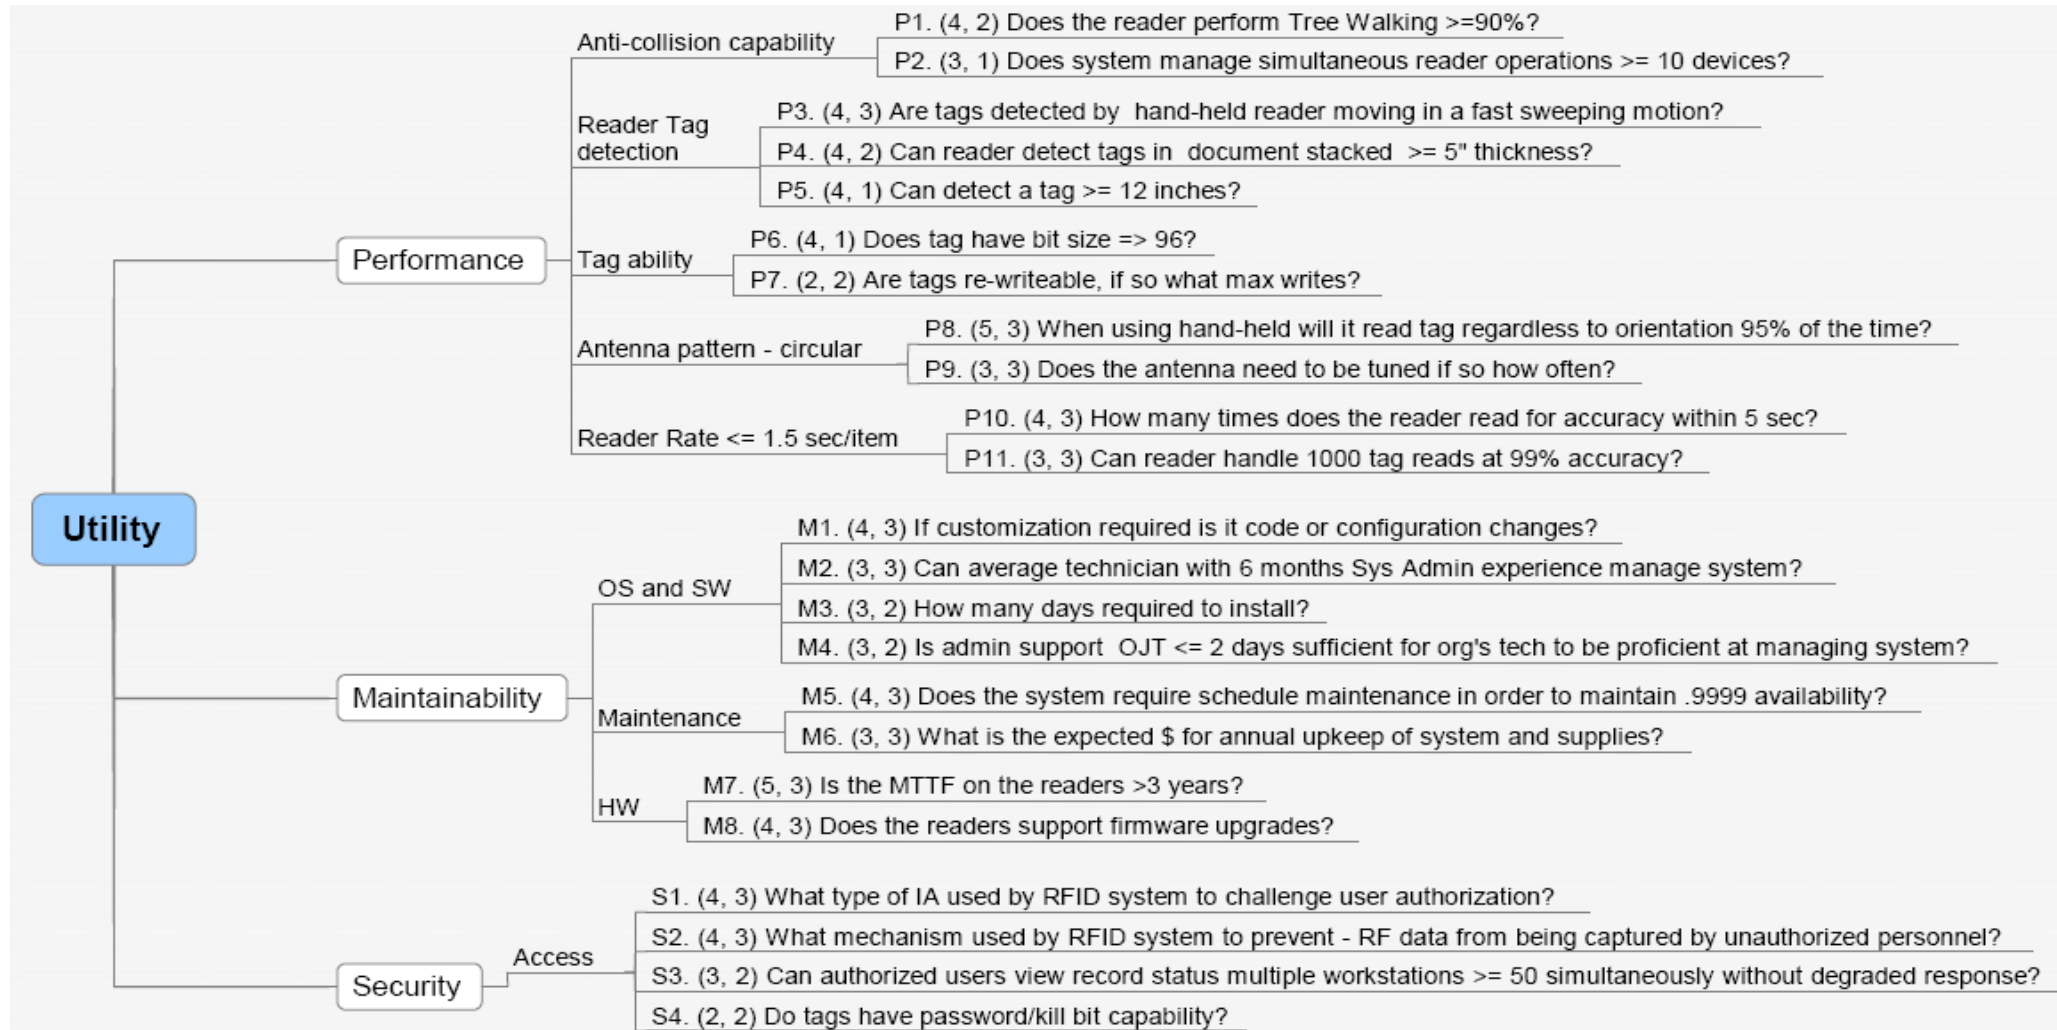 Utility
Performance
Anti-collision capability
P1. (4, 2) Does the reader perform Tree Walking >=90%?
P2. (3, 1) Does system manage simultaneous reader operations >= 10 devices?
Reader Tag
detection
P3. (4, 3) Are tags detected by  hand-held reader moving in a fast sweeping motion?
P4. (4, 2) Can reader detect tags in  document stacked  >= 5" thickness?
P5. (4, 1) Can detect a tag >= 12 inches?
Tag ability
P6. (4, 1) Does tag have bit size => 96?
P7. (2, 2) Are tags re-writeable, if so what max writes?
Antenna pattern - circular
P8. (5, 3) When using hand-held will it read tag regardless to orientation 95% of the time?
P9. (3, 3) Does the antenna need to be tuned if so how often?
Reader Rate <= 1.5 sec/item
P10. (4, 3) How many times does the reader read for accuracy within 5 sec?
P11. (3, 3) Can reader handle 1000 tag reads at 99% accuracy?
Maintainability
OS and SW
M1. (4, 3) If customization required is it code or configuration changes?
M2. (3, 3) Can average technician with 6 months Sys Admin experience manage system?
M3. (3, 2) How many days required to install?
M4. (3, 2) Is admin support  OJT <= 2 days sufficient for org's tech to be proficient at managing system?
Maintenance
M5. (4, 3) Does the system require schedule maintenance in order to maintain .9999 availability?
M6. (3, 3) What is the expected $ for annual upkeep of system and supplies?
HW
M7. (5, 3) Is the MTTF on the readers >3 years?
M8. (4, 3) Does the readers support firmware upgrades?
Security
Access
S1. (4, 3) What type of IA used by RFID system to challenge user authorization?
S2. (4, 3) What mechanism used by RFID system to prevent - RF data from being captured by unauthorized personnel?
S3. (3, 2) Can authorized users view record status multiple workstations >= 50 simultaneously without degraded response?
S4. (2, 2) Do tags have password/kill bit capability?